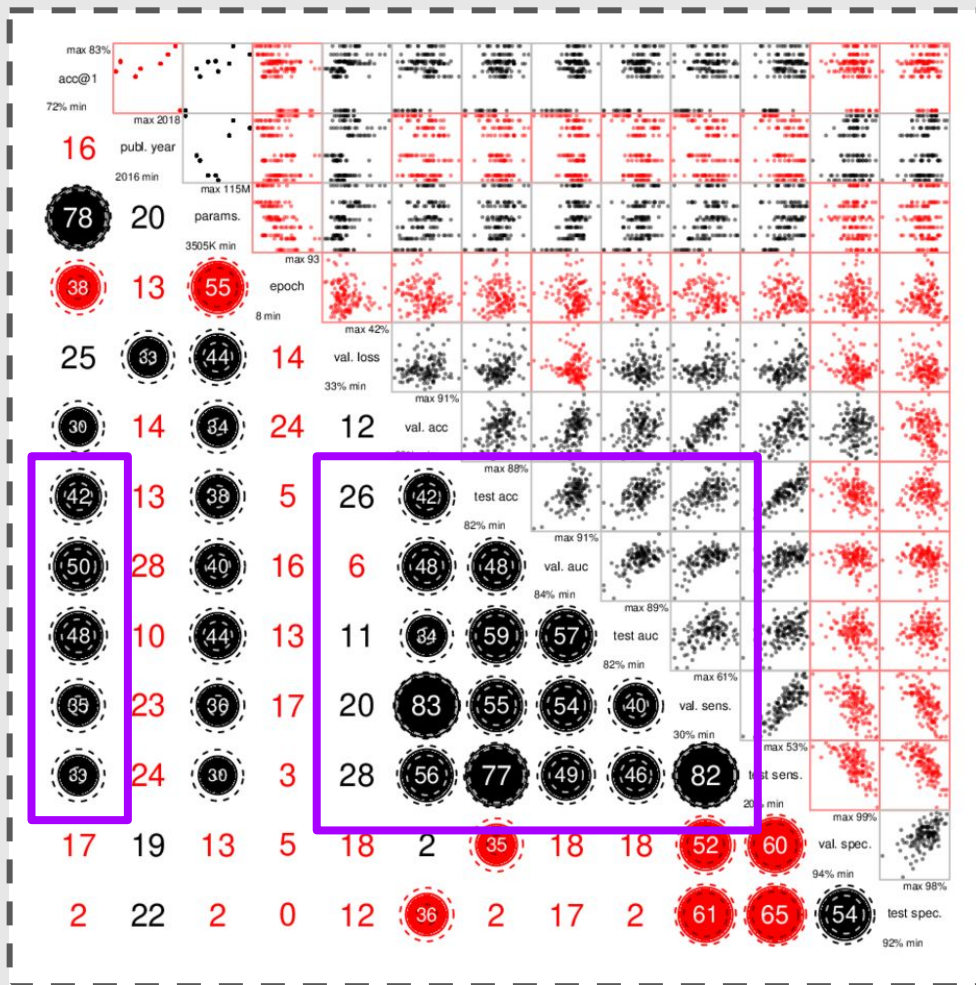 max 83%
acc@1
72% min
max 2018
16 publ. year
2016 min
max 115M
78 20 params.
3505K min
max 93
38 13 55 epoch
8 min
max 42%
25 33 44 14 val. loss
33% min
max 91%
30 14 34 24 12 val. acc
max 88%
42 13 38 5 26 42 test acc
82% min
max 91%
50 28 40 16 6 48 48 val. auc
84% min
max 89%
48 10 44 13 11 34 59 57 test auc
82% min
max 61%
35 23 36 17 20 83 55 54 40 val. sens.
30% min
max 53%
33 24 30 3 28 56 77 49 46 82 test sens.
20% min
max 99%
17 19 13 5 18 2 35 18 18 52 60 val. spec.
94% min
max 98%
2 22 2 0 12 36 2 17 2 61 65 54 test spec.
92% min